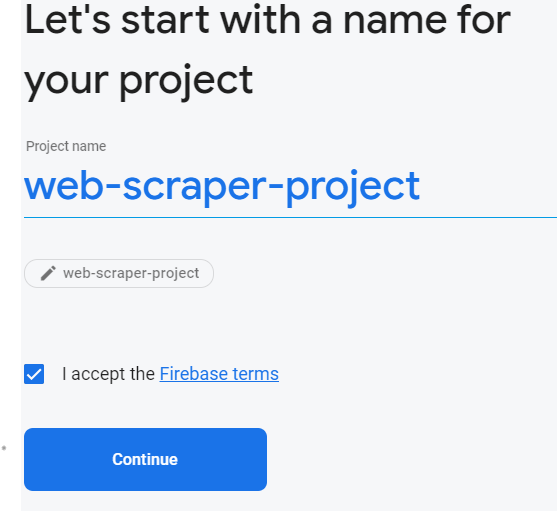 Let's start with a name for
your project
Project name
web-scraper-project
web-scraper-project
I accept the Firebase terms
Continue